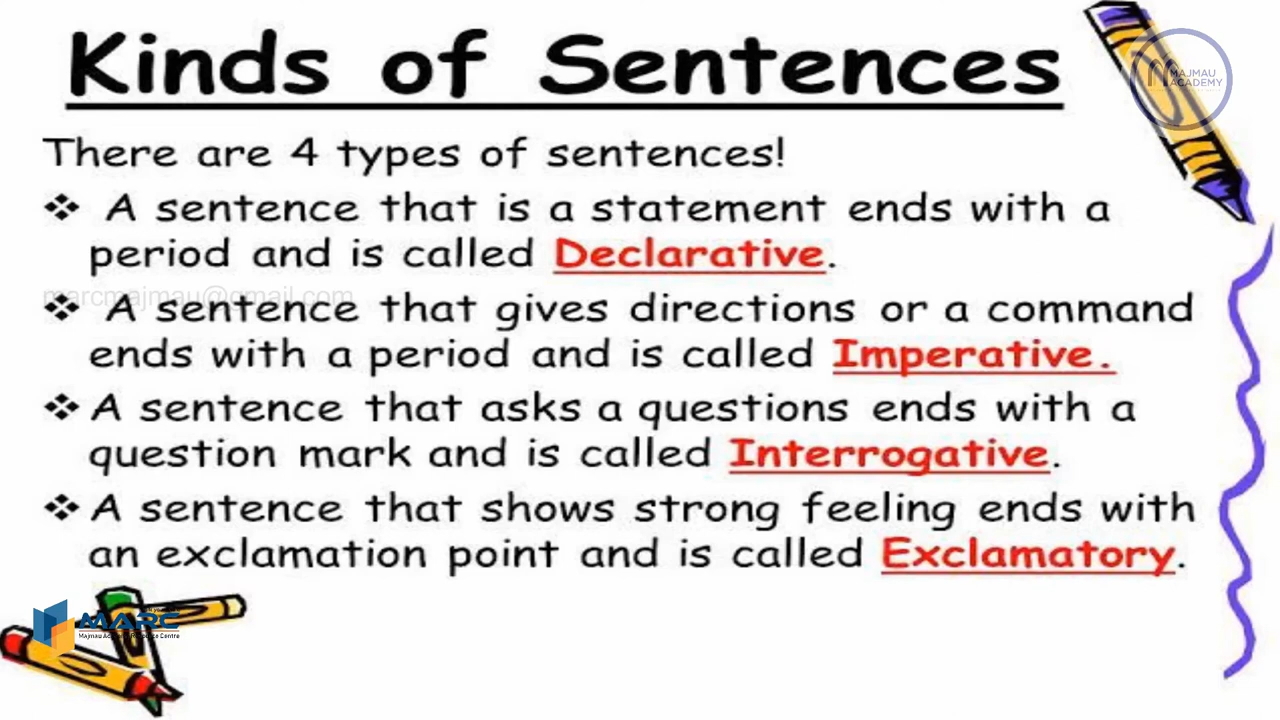 Kinds of Sentences
MAJMAU
ACADEMY
There are 4 types of sentences!
❖ A sentence that is a statement ends with a
period and is called Declarative.
marcmajmau@gmail.com
❖ A sentence that gives directions or a command
ends with a period and is called Imperative.
❖ A sentence that asks a questions ends with a
question mark and is called Interrogative.
❖ A sentence that shows strong feeling ends with
an exclamation point and is called Exclamatory.
MARC
Majmau Academy Resource Centre